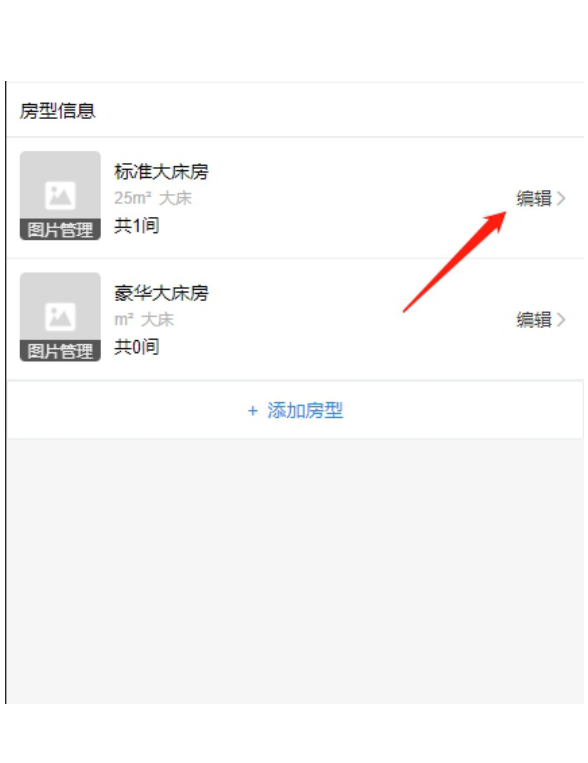 房型信息
标准大床房
25m² 大床
共1间
图片管理
编辑
豪华大床房
m² 大床
共0间
图片管理
编辑
+ 添加房型